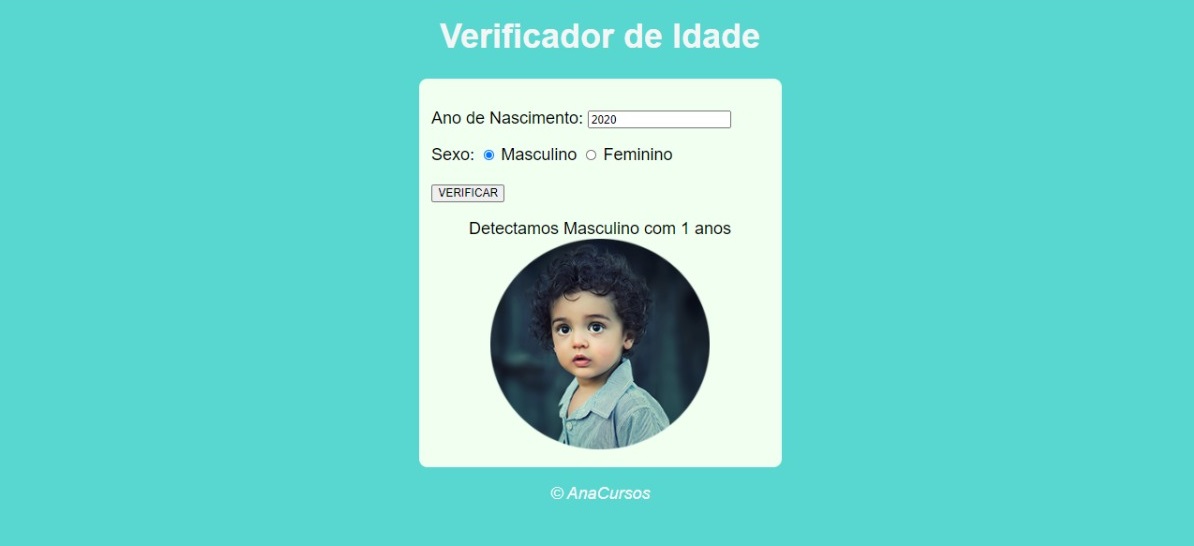 Verificador de Idade
Ano de Nascimento: 2020
Sexo: Masculino Feminino
VERIFICAR
Detectamos Masculino com 1 anos
© AnaCursos